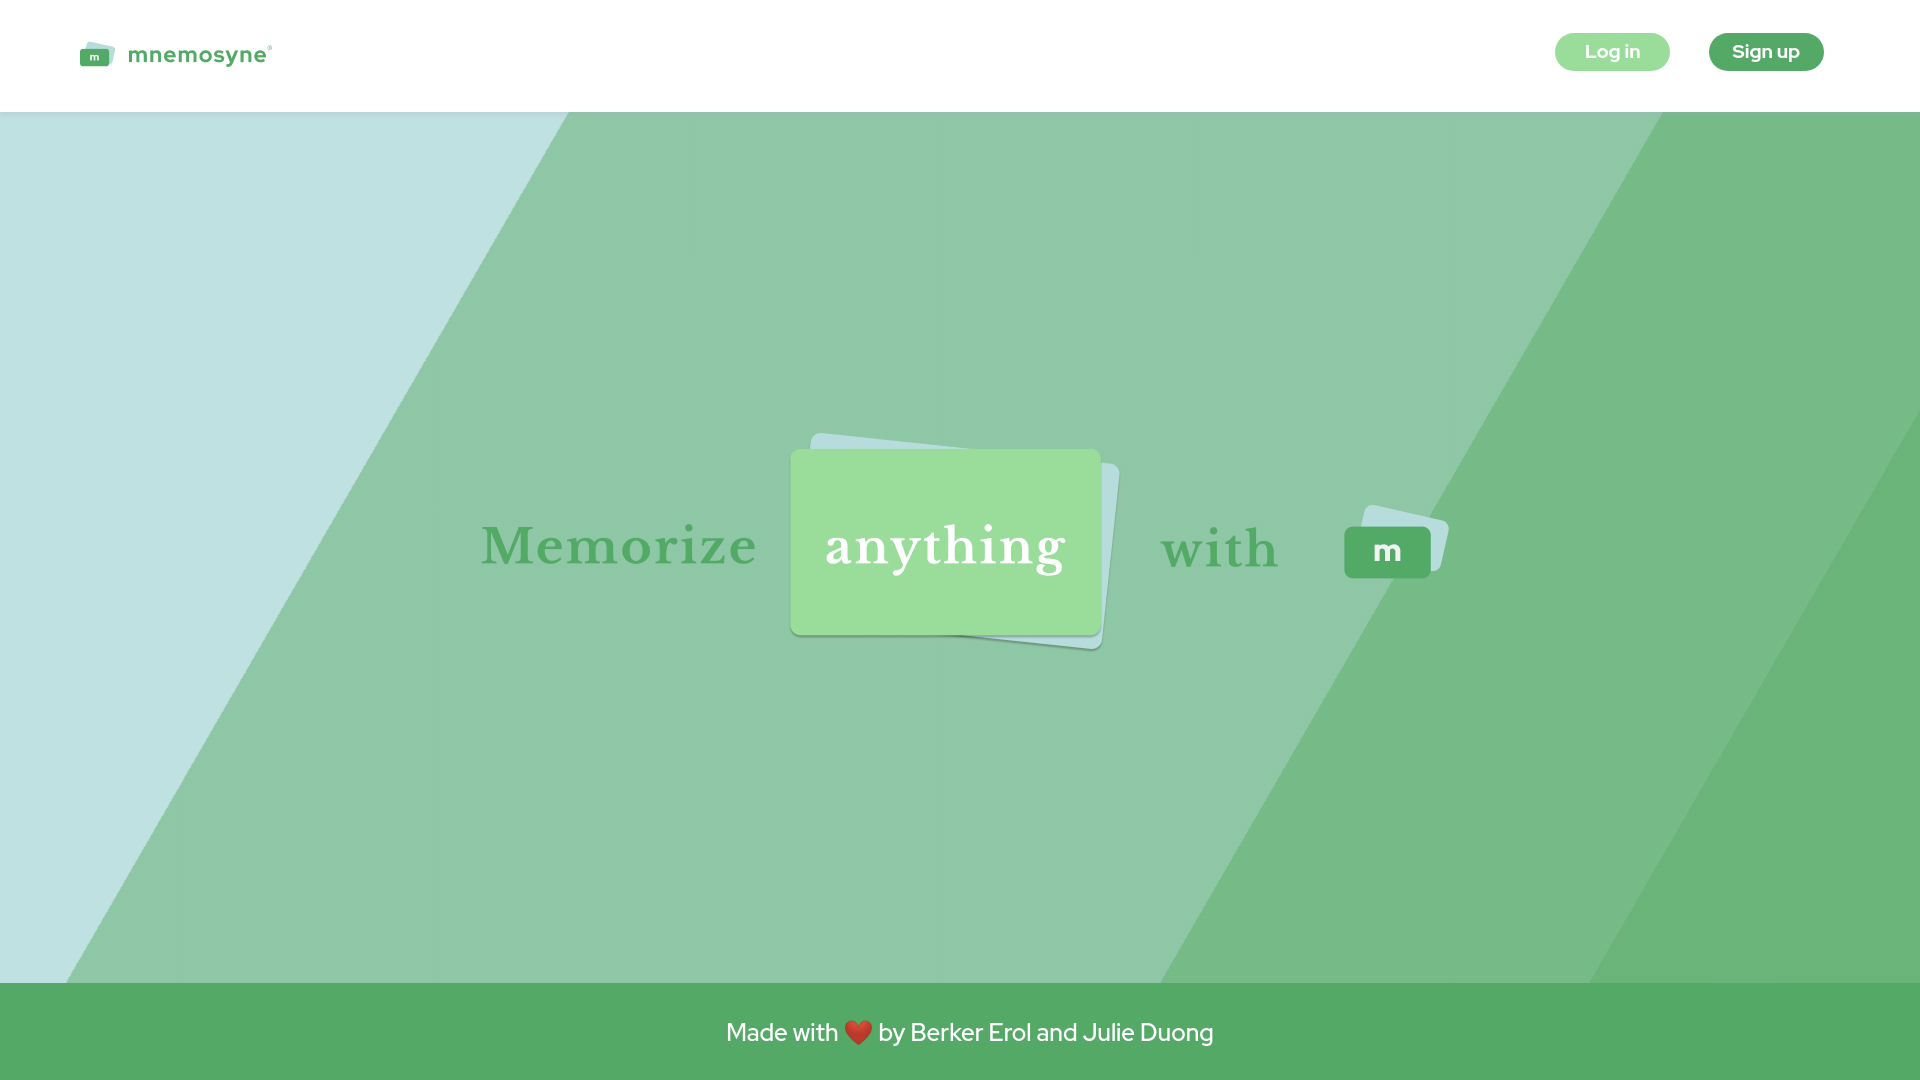 m mnemosyne®
Log in
Sign up
Memorize anything with m
Made with ❤️ by Berker Erol and Julie Duong